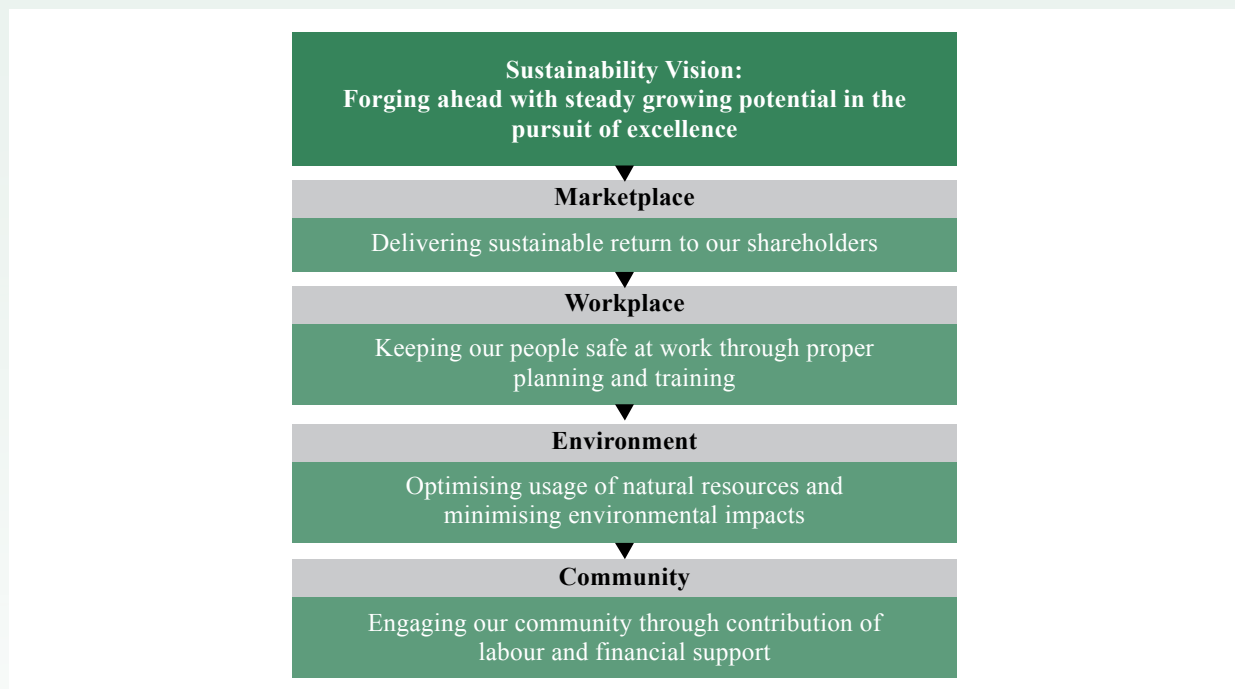 Sustainability Vision:
Forging ahead with steady growing potential in the
pursuit of excellence
Marketplace
Delivering sustainable return to our shareholders
Workplace
Keeping our people safe at work through proper
planning and training
Environment
Optimising usage of natural resources and
minimising environmental impacts
Community
Engaging our community through contribution of
labour and financial support